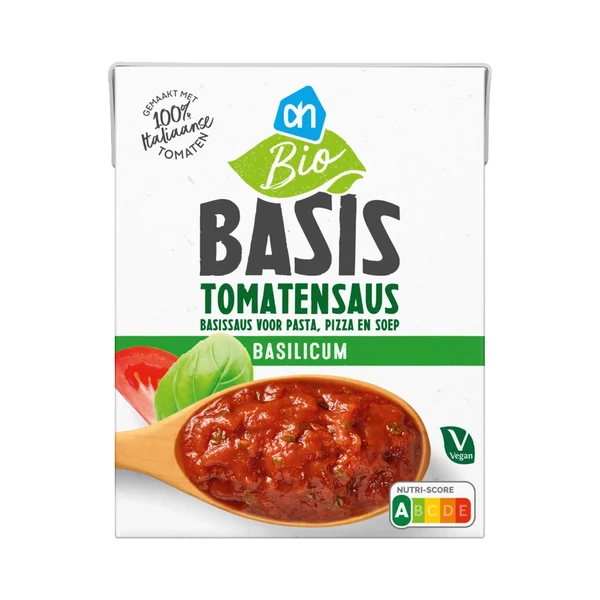 GEMAAKT MET
100%
Italiaanse
TOMATEN
ah
Bio
BASIS
TOMATENSAUS
BASISSAUS VOOR PASTA, PIZZA EN SOEP
BASILICUM
V
Vegan
NUTRI-SCORE
A B C D E